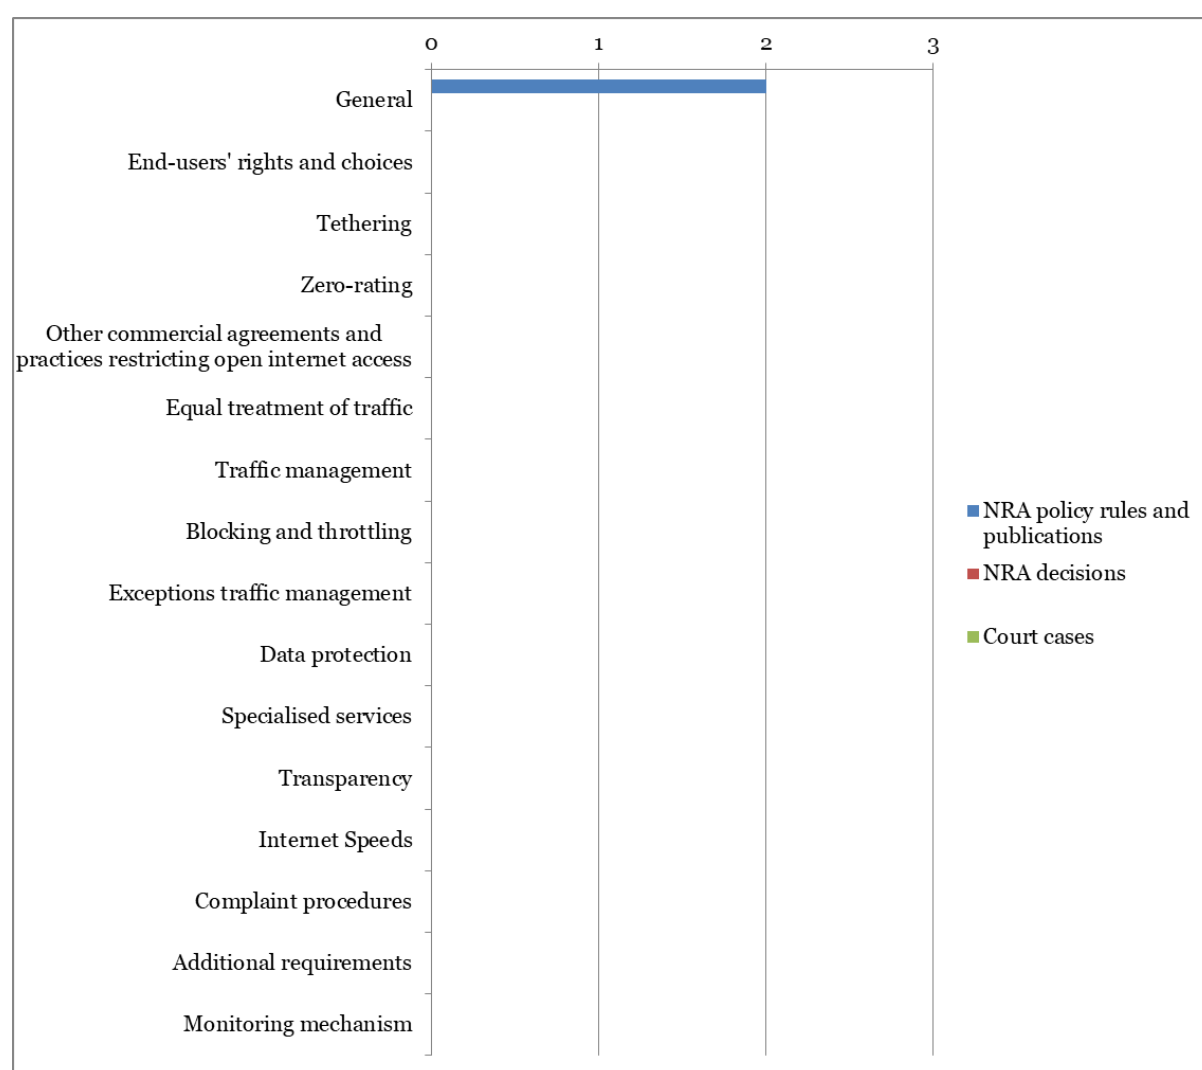 0 1 2 3
General
End-users' rights and choices
Tethering
Zero-rating
Other commercial agreements and
practices restricting open internet access
Equal treatment of traffic
Traffic management
Blocking and throttling
Exceptions traffic management
Data protection
Specialised services
Transparency
Internet Speeds
Complaint procedures
Additional requirements
Monitoring mechanism
NRA policy rules and
publications
NRA decisions
Court cases